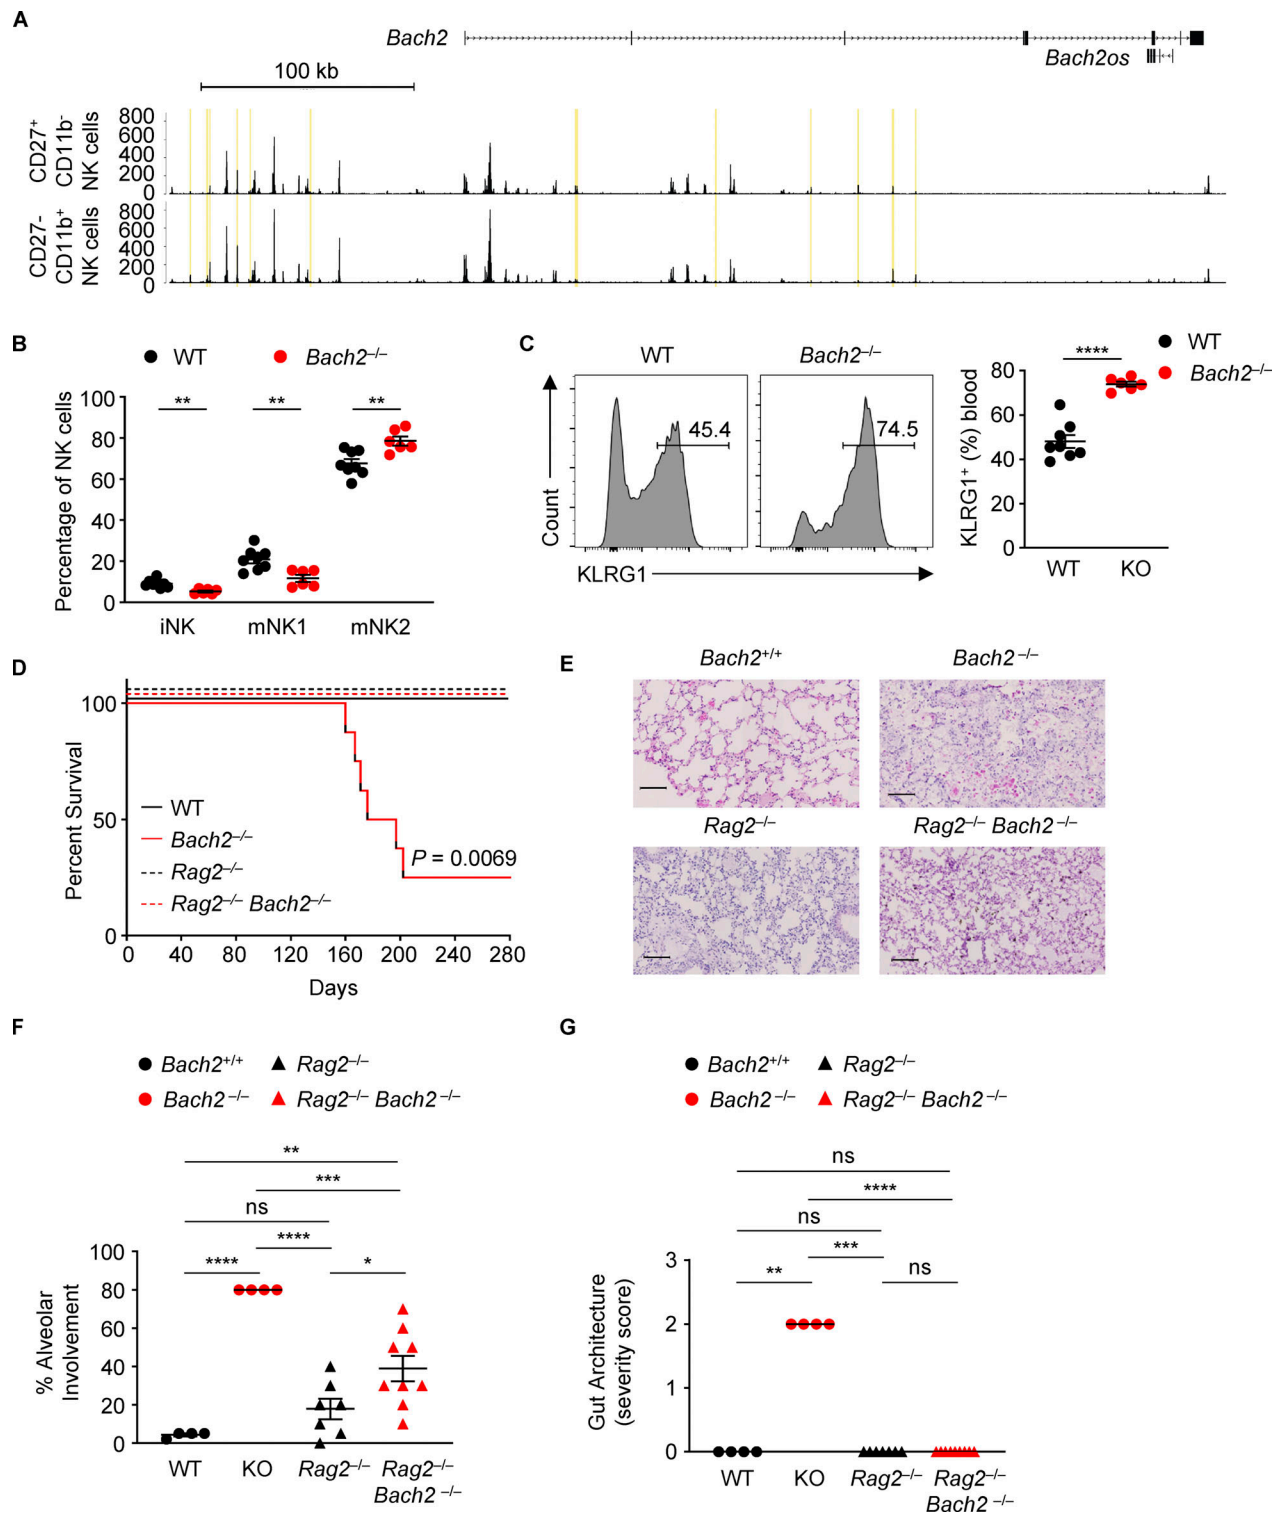 A
Bach2
Bach2os
100 kb
CD27+
CD11b-
NK cells
800
600
400
200
0
CD27-
CD11b+
NK cells
800
600
400
200
0
B
WT
Bach2–/–
Percentage of NK cells
100
80
60
40
20
0
** ** **
iNK mNK1 mNK2
C
WT
Bach2–/–
Count
45.4
74.5
KLRG1
KLRG1+ (%) blood
80
60
40
20
0
****
WT
Bach2–/–
WT KO
D
Percent Survival
100
50
0
WT
Bach2–/–
Rag2–/–
Rag2–/– Bach2–/–
P = 0.0069
0 40 80 120 160 200 240 280
Days
E
Bach2+/+
Bach2 –/–
Rag2–/–
Rag2–/– Bach2 –/–
F
Bach2+/+ Rag2–/–
Bach2 –/– Rag2–/– Bach2 –/–
**
***
ns
****
**** *
% Alveolar
Involvement
100
80
60
40
20
0
WT KO Rag2–/– Rag2–/–
Bach2 –/–
G
Bach2+/+ Rag2–/–
Bach2 –/– Rag2–/– Bach2 –/–
ns
****
ns
***
** ns
Gut Architecture
(severity score)
3
2
1
0
WT KO Rag2–/– Rag2–/–
Bach2 –/–